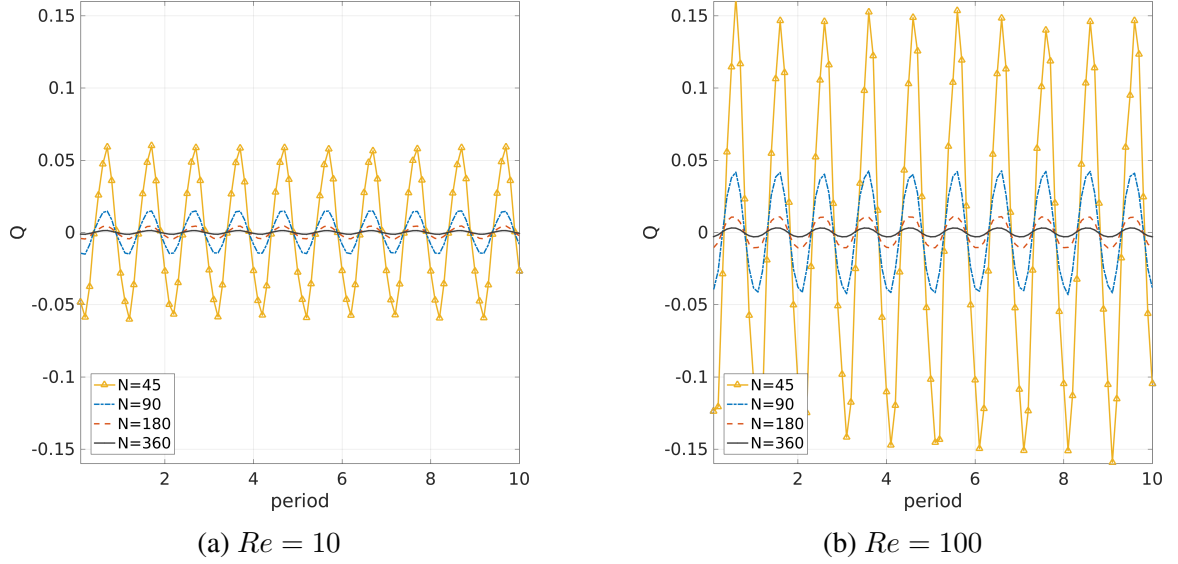 0.15
0.1
0.05
0
-0.05
-0.1
-0.15
Q
2 4 6 8 10
period
N=45
N=90
N=180
N=360
(a) Re = 10
0.15
0.1
0.05
0
-0.05
-0.1
-0.15
Q
2 4 6 8 10
period
N=45
N=90
N=180
N=360
(b) Re = 100